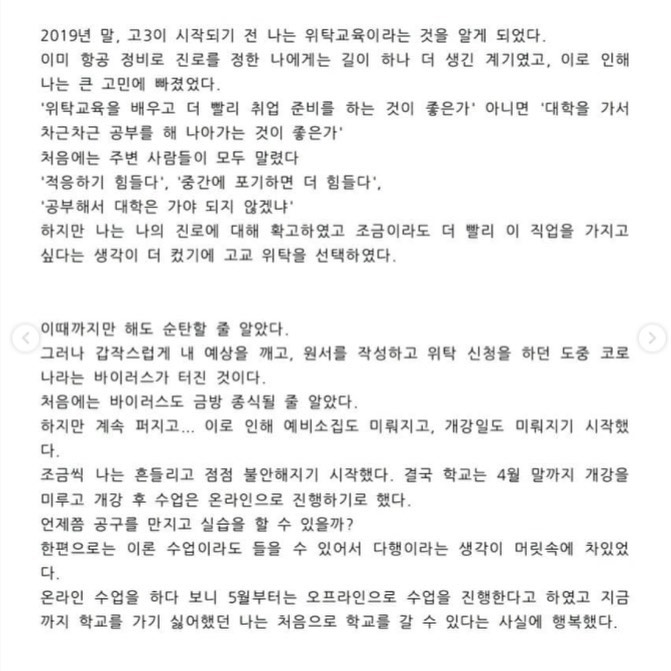 2019년 말, 고3이 시작되기 전 나는 위탁교육이라는 것을 알게 되었다.
이미 항공 정비로 진로를 정한 나에게는 길이 하나 더 생긴 계기였고, 이로 인해
나는 큰 고민에 빠졌었다.
'위탁교육을 배우고 더 빨리 취업 준비를 하는 것이 좋은가' 아니면 '대학을 가서
차근차근 공부를 해 나아가는 것이 좋은가'
처음에는 주변 사람들이 모두 말렸다
'적응하기 힘들다', '중간에 포기하면 더 힘들다',
'공부해서 대학은 가야 되지 않겠냐'
하지만 나는 나의 진로에 대해 확고하였고 조금이라도 더 빨리 이 직업을 가지고
싶다는 생각이 더 컸기에 고교 위탁을 선택하였다.
이때까지만 해도 순탄할 줄 알았다.
그러나 갑작스럽게 내 예상을 깨고, 원서를 작성하고 위탁 신청을 하던 도중 코로
나라는 바이러스가 터진 것이다.
처음에는 바이러스도 금방 종식될 줄 알았다.
하지만 계속 퍼지고... 이로 인해 예비소집도 미뤄지고, 개강일도 미뤄지기 시작했
다.
조금씩 나는 흔들리고 점점 불안해지기 시작했다. 결국 학교는 4월 말까지 개강을
미루고 개강 후 수업은 온라인으로 진행하기로 했다.
언제쯤 공구를 만지고 실습을 할 수 있을까?
한편으로는 이론 수업이라도 들을 수 있어서 다행이라는 생각이 머릿속에 차있었
다.
온라인 수업을 하다 보니 5월부터는 오프라인으로 수업을 진행한다고 하였고 지금
까지 학교를 가기 싫어했던 나는 처음으로 학교를 갈 수 있다는 사실에 행복했다.